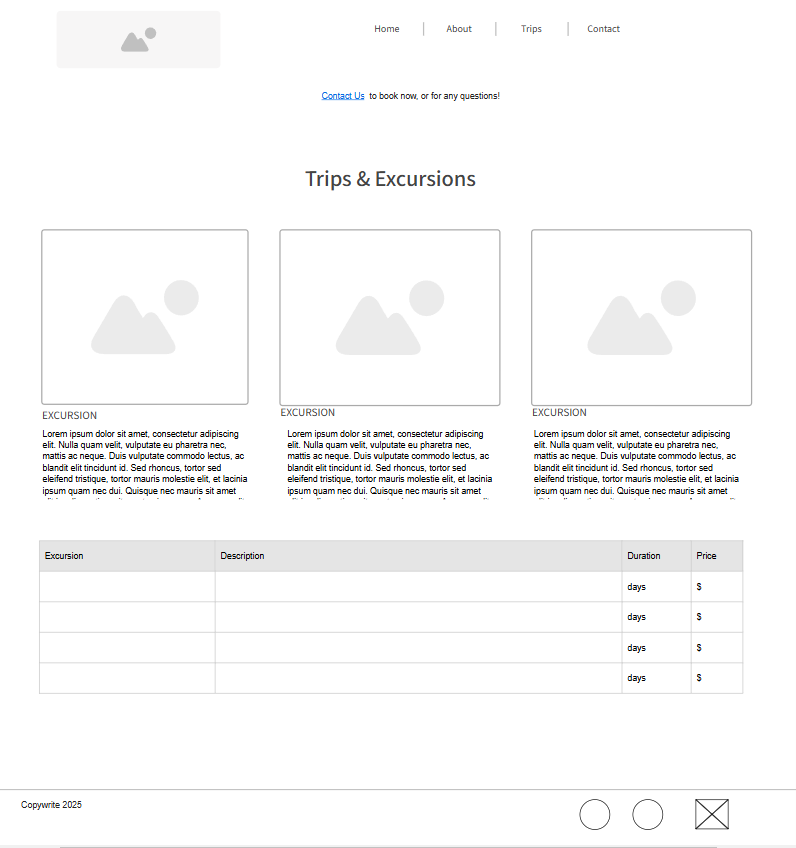 Home | About | Trips | Contact
Contact Us to book now, or for any questions!
Trips & Excursions
EXCURSION
Lorem ipsum dolor sit amet, consectetur adipiscing
elit. Nulla quam velit, vulputate eu pharetra nec,
mattis ac neque. Duis vulputate commodo lectus, ac
blandit elit tincidunt id. Sed rhoncus, tortor sed
eleifend tristique, tortor mauris molestie elit, et lacinia
ipsum quam nec dui. Quisque nec mauris sit amet
EXCURSION
Lorem ipsum dolor sit amet, consectetur adipiscing
elit. Nulla quam velit, vulputate eu pharetra nec,
mattis ac neque. Duis vulputate commodo lectus, ac
blandit elit tincidunt id. Sed rhoncus, tortor sed
eleifend tristique, tortor mauris molestie elit, et lacinia
ipsum quam nec dui. Quisque nec mauris sit amet
EXCURSION
Lorem ipsum dolor sit amet, consectetur adipiscing
elit. Nulla quam velit, vulputate eu pharetra nec,
mattis ac neque. Duis vulputate commodo lectus, ac
blandit elit tincidunt id. Sed rhoncus, tortor sed
eleifend tristique, tortor mauris molestie elit, et lacinia
ipsum quam nec dui. Quisque nec mauris sit amet
Excursion Description Duration Price
days $
days $
days $
days $
Copywrite 2025